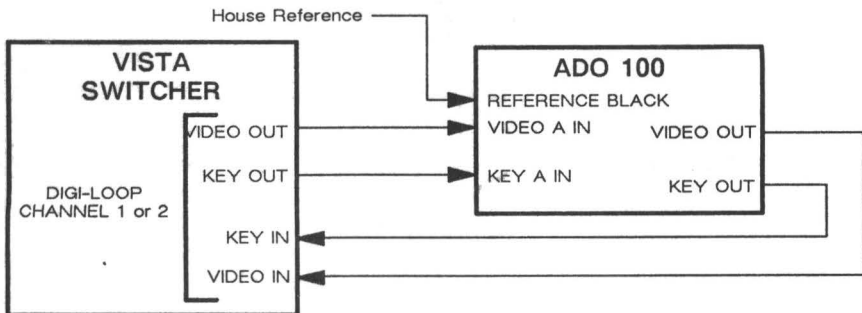 House Reference
VISTA
SWITCHER
VIDEO OUT
KEY OUT
DIGI-LOOP
CHANNEL 1 or 2
KEY IN
VIDEO IN
ADO 100
REFERENCE BLACK
VIDEO A IN
VIDEO OUT
KEY A IN
KEY OUT